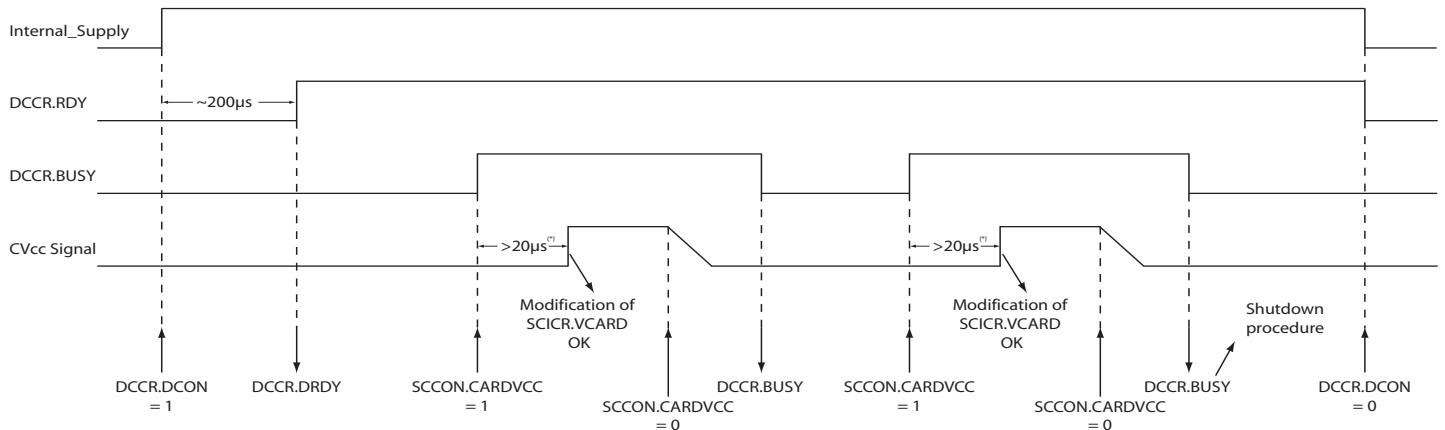 Internal_Supply
DCCR.RDY
~200µs
DCCR.BUSY
CVcc Signal
>20µs(*)
>20µs(*)
Modification of
SCICR.VCARD
OK
Modification of
SCICR.VCARD
OK
Shutdown
procedure
DCCR.DCON
= 1
DCCR.DRDY
SCCON.CARDVCC
= 1
SCCON.CARDVCC
= 0
DCCR.BUSY
SCCON.CARDVCC
= 1
SCCON.CARDVCC
= 0
DCCR.BUSY
DCCR.DCON
= 0